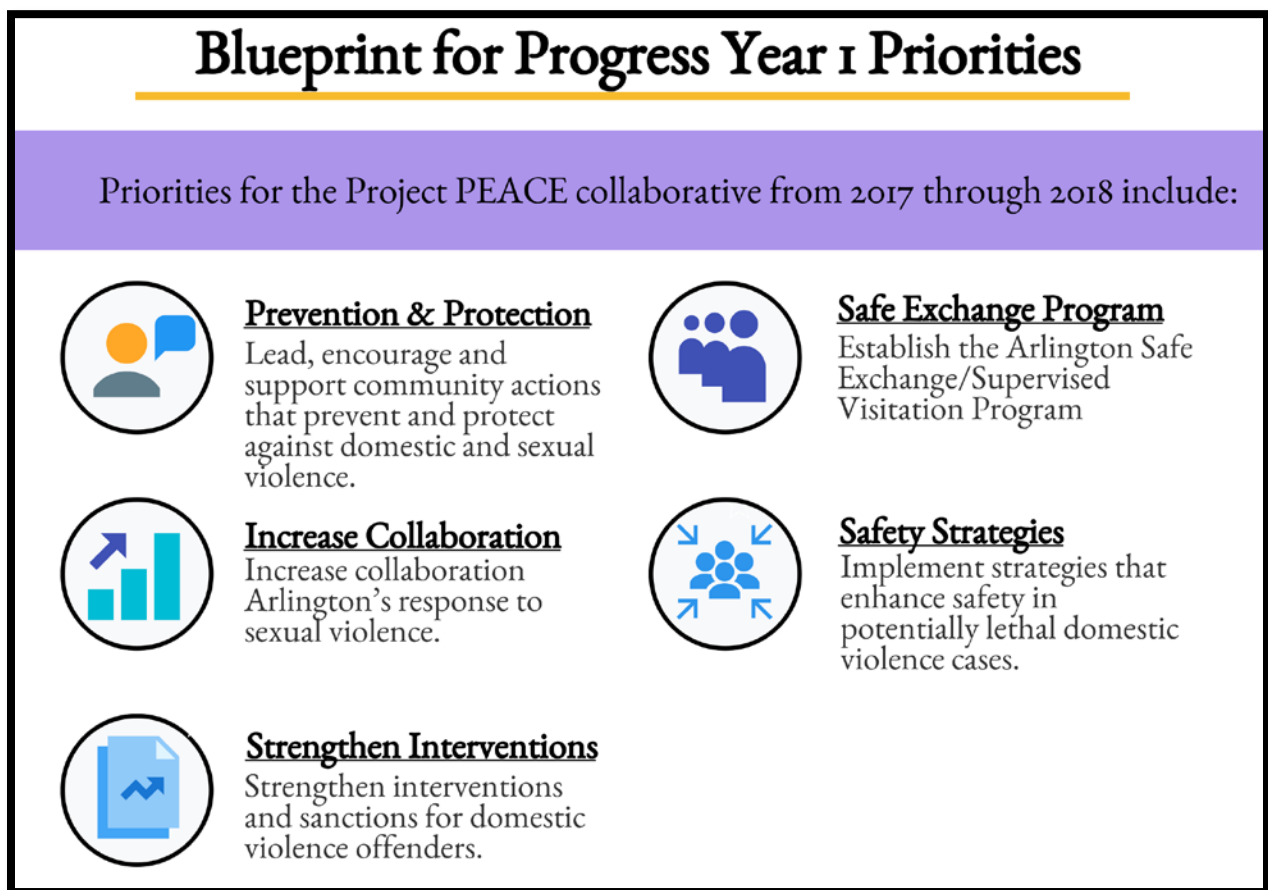 Blueprint for Progress Year 1 Priorities
Priorities for the Project PEACE collaborative from 2017 through 2018 include:
Prevention & Protection
Lead, encourage and
support community actions
that prevent and protect
against domestic and sexual
violence.
Increase Collaboration
Increase collaboration
Arlington's response to
sexual violence.
Strengthen Interventions
Strengthen interventions
and sanctions for domestic
violence offenders.
Safe Exchange Program
Establish the Arlington Safe
Exchange/Supervised
Visitation Program
Safety Strategies
Implement strategies that
enhance safety in
potentially lethal domestic
violence cases.